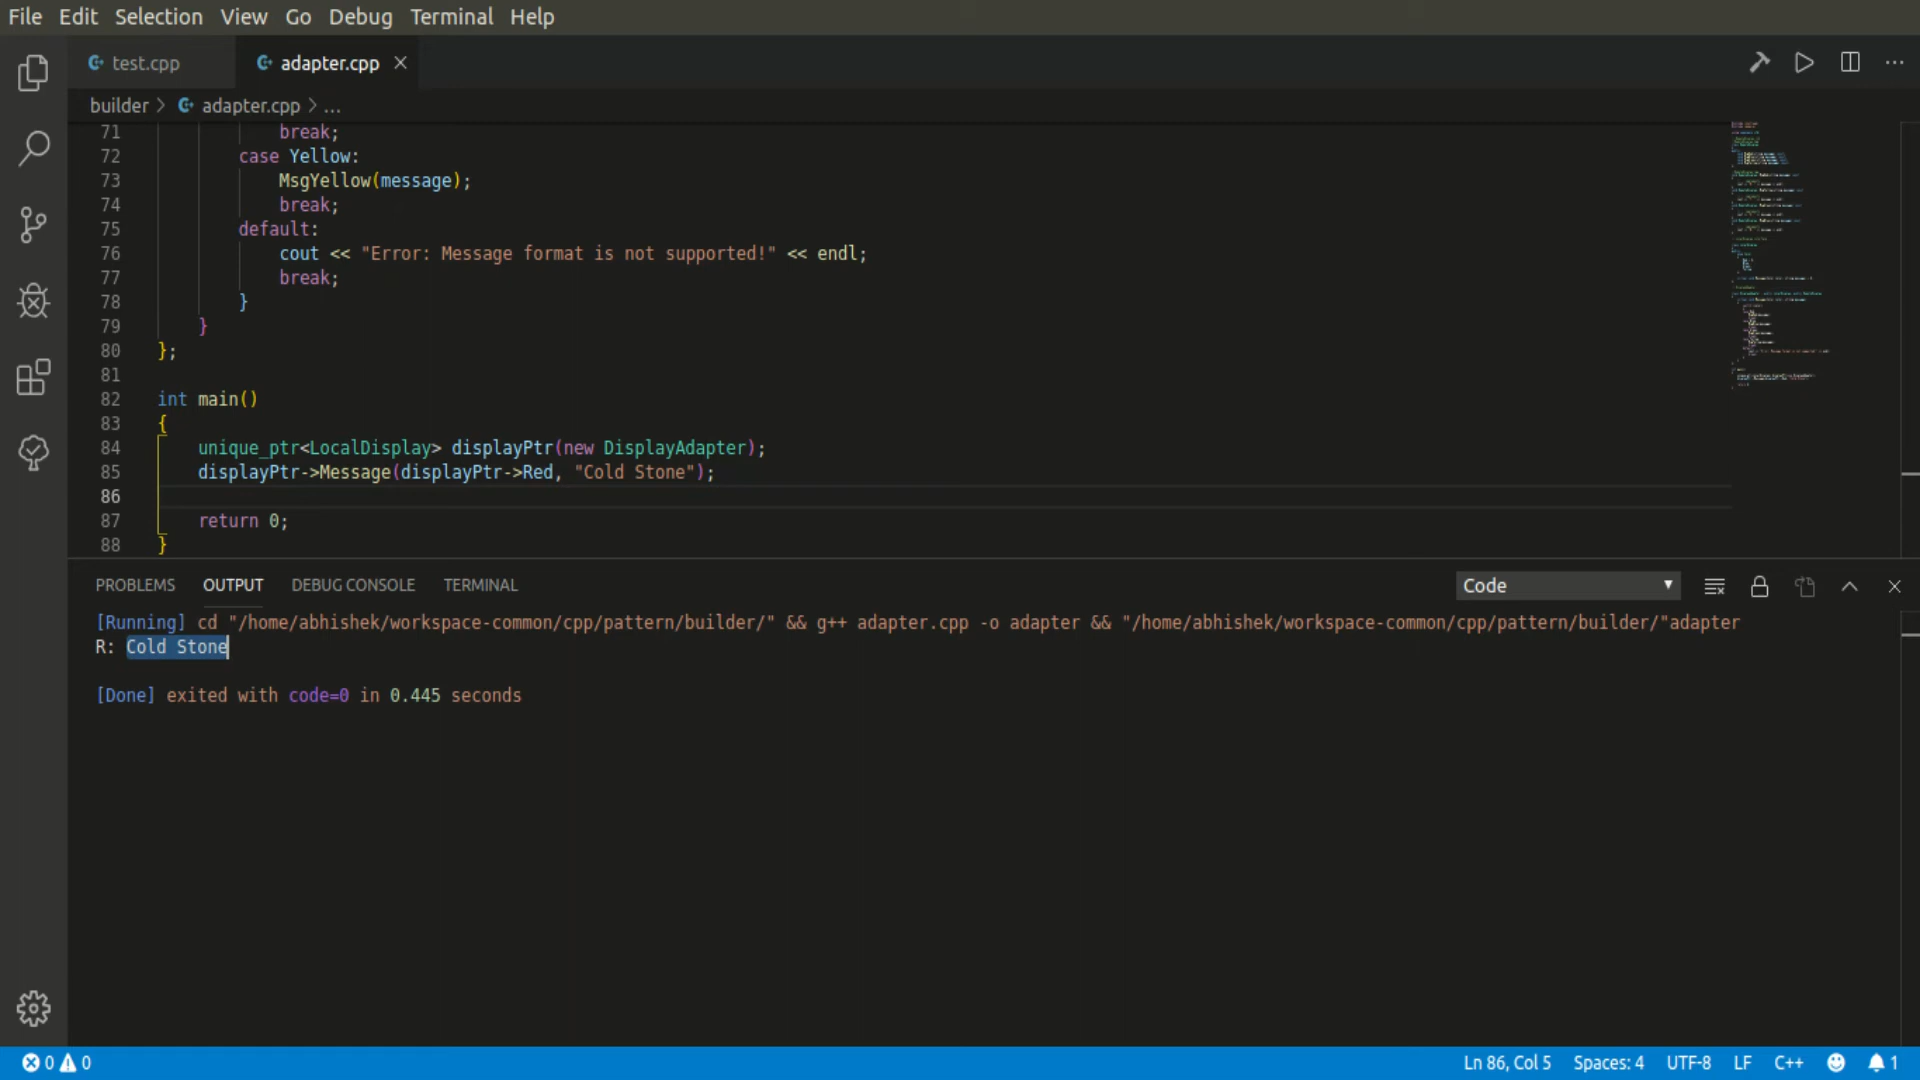 File Edit Selection View Go Debug Terminal Help
test.cpp adapter.cpp
builder > adapter.cpp > ...
71 break;
72 case Yellow:
73 MsgYellow(message);
74 break;
75 default:
76 cout << "Error: Message format is not supported!" << endl;
77 break;
78 }
79 }
80 };
81
82 int main()
83 {
84 unique_ptr<LocalDisplay> displayPtr(new DisplayAdapter);
85 displayPtr->Message(displayPtr->Red, "Cold Stone");
86
87 return 0;
88 }
PROBLEMS OUTPUT DEBUG CONSOLE TERMINAL Code
[Running] cd "/home/abhishek/workspace-common/cpp/pattern/builder/" && g++ adapter.cpp -o adapter && "/home/abhishek/workspace-common/cpp/pattern/builder/"adapter
R: Cold Stone
[Done] exited with code=0 in 0.445 seconds
0 0 Ln 86, Col 5 Spaces: 4 UTF-8 LF C++ 1